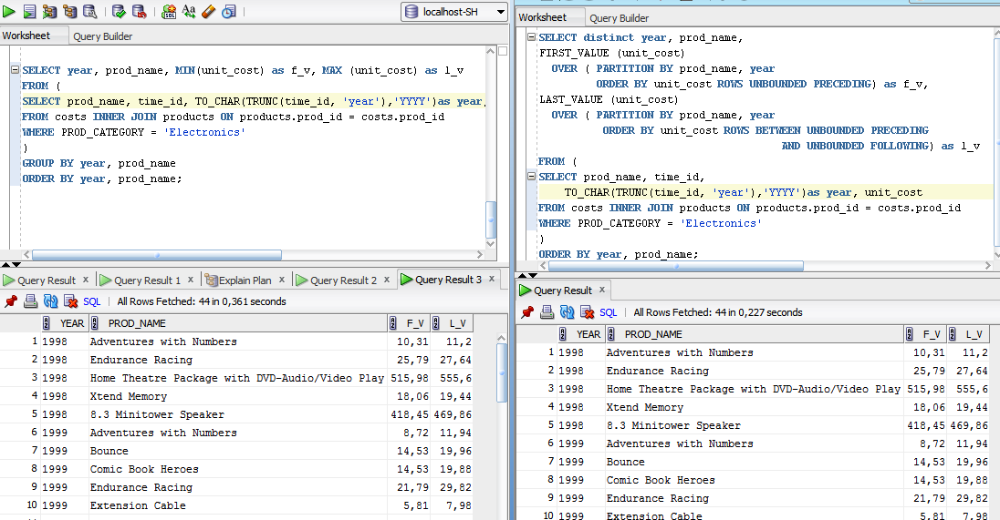 localhost-SH
Worksheet
Query Builder
SELECT year, prod_name, MIN(unit_cost) as f_v, MAX (unit_cost) as l_v
FROM (
SELECT prod_name, time_id, TO_CHAR(TRUNC(time_id, 'year'),'YYYY')as year,
FROM costs INNER JOIN products ON products.prod_id = costs.prod_id
WHERE PROD_CATEGORY = 'Electronics'
)
GROUP BY year, prod_name
ORDER BY year, prod_name;
Query Result x Query Result 1 x Explain Plan x Query Result 2 x Query Result 3 x
SQL | All Rows Fetched: 44 in 0,361 seconds
YEAR PROD_NAME F_V L_V
1 1998 Adventures with Numbers 10,31 11,2
2 1998 Endurance Racing 25,79 27,64
3 1998 Home Theatre Package with DVD-Audio/Video Play 515,98 555,6
4 1998 Xtend Memory 18,06 19,44
5 1998 8.3 Minitower Speaker 418,45 469,86
6 1999 Adventures with Numbers 8,72 11,94
7 1999 Bounce 14,53 19,96
8 1999 Comic Book Heroes 14,53 19,88
9 1999 Endurance Racing 21,79 29,82
10 1999 Extension Cable 5,81 7,98
Worksheet
Query Builder
SELECT distinct year, prod_name,
FIRST_VALUE (unit_cost)
OVER ( PARTITION BY prod_name, year
ORDER BY unit_cost ROWS UNBOUNDED PRECEDING) as f_v,
LAST_VALUE (unit_cost)
OVER ( PARTITION BY prod_name, year
ORDER BY unit_cost ROWS BETWEEN UNBOUNDED PRECEDING
AND UNBOUNDED FOLLOWING) as l_v
FROM (
SELECT prod_name, time_id,
TO_CHAR(TRUNC(time_id, 'year'),'YYYY')as year, unit_cost
FROM costs INNER JOIN products ON products.prod_id = costs.prod_id
WHERE PROD_CATEGORY = 'Electronics'
)
ORDER BY year, prod_name;
Query Result x
SQL | All Rows Fetched: 44 in 0,227 seconds
YEAR PROD_NAME F_V L_V
1 1998 Adventures with Numbers 10,31 11,2
2 1998 Endurance Racing 25,79 27,64
3 1998 Home Theatre Package with DVD-Audio/Video Play 515,98 555,6
4 1998 Xtend Memory 18,06 19,44
5 1998 8.3 Minitower Speaker 418,45 469,86
6 1999 Adventures with Numbers 8,72 11,94
7 1999 Bounce 14,53 19,96
8 1999 Comic Book Heroes 14,53 19,88
9 1999 Endurance Racing 21,79 29,82
10 1999 Extension Cable 5,81 7,98